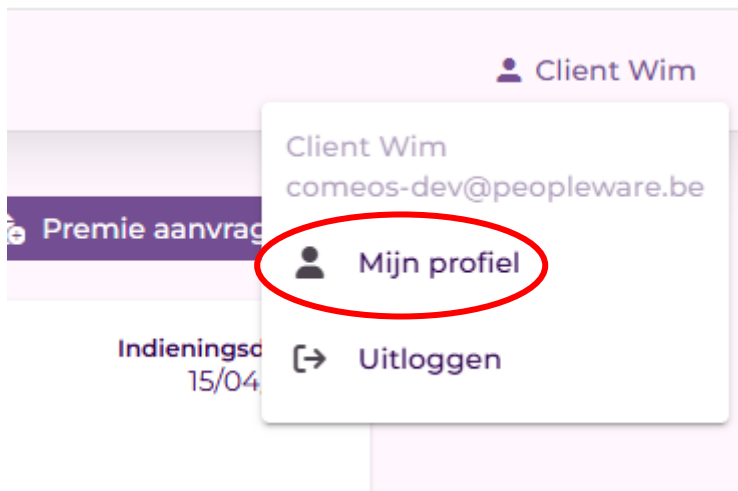 Client Wim
Client Wim
comeos-dev@peopleware.be
Premie aanvrag
Mijn profiel
Indieningsd
15/04
Uitloggen